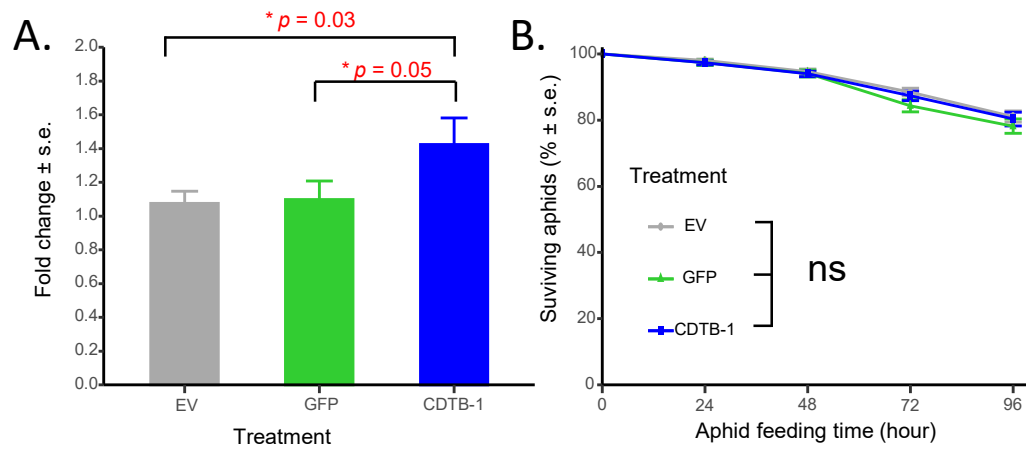 A.
* p = 0.03
* p = 0.05
Fold change ± s.e.
2.0
1.8
1.6
1.4
1.2
1.0
0.8
0.6
0.4
0.2
0.0
EV GFP CDTB-1
Treatment
B.
Suviving aphids (% ± s.e.)
100
80
60
40
20
0
Treatment
EV
GFP
CDTB-1
ns
0 24 48 72 96
Aphid feeding time (hour)